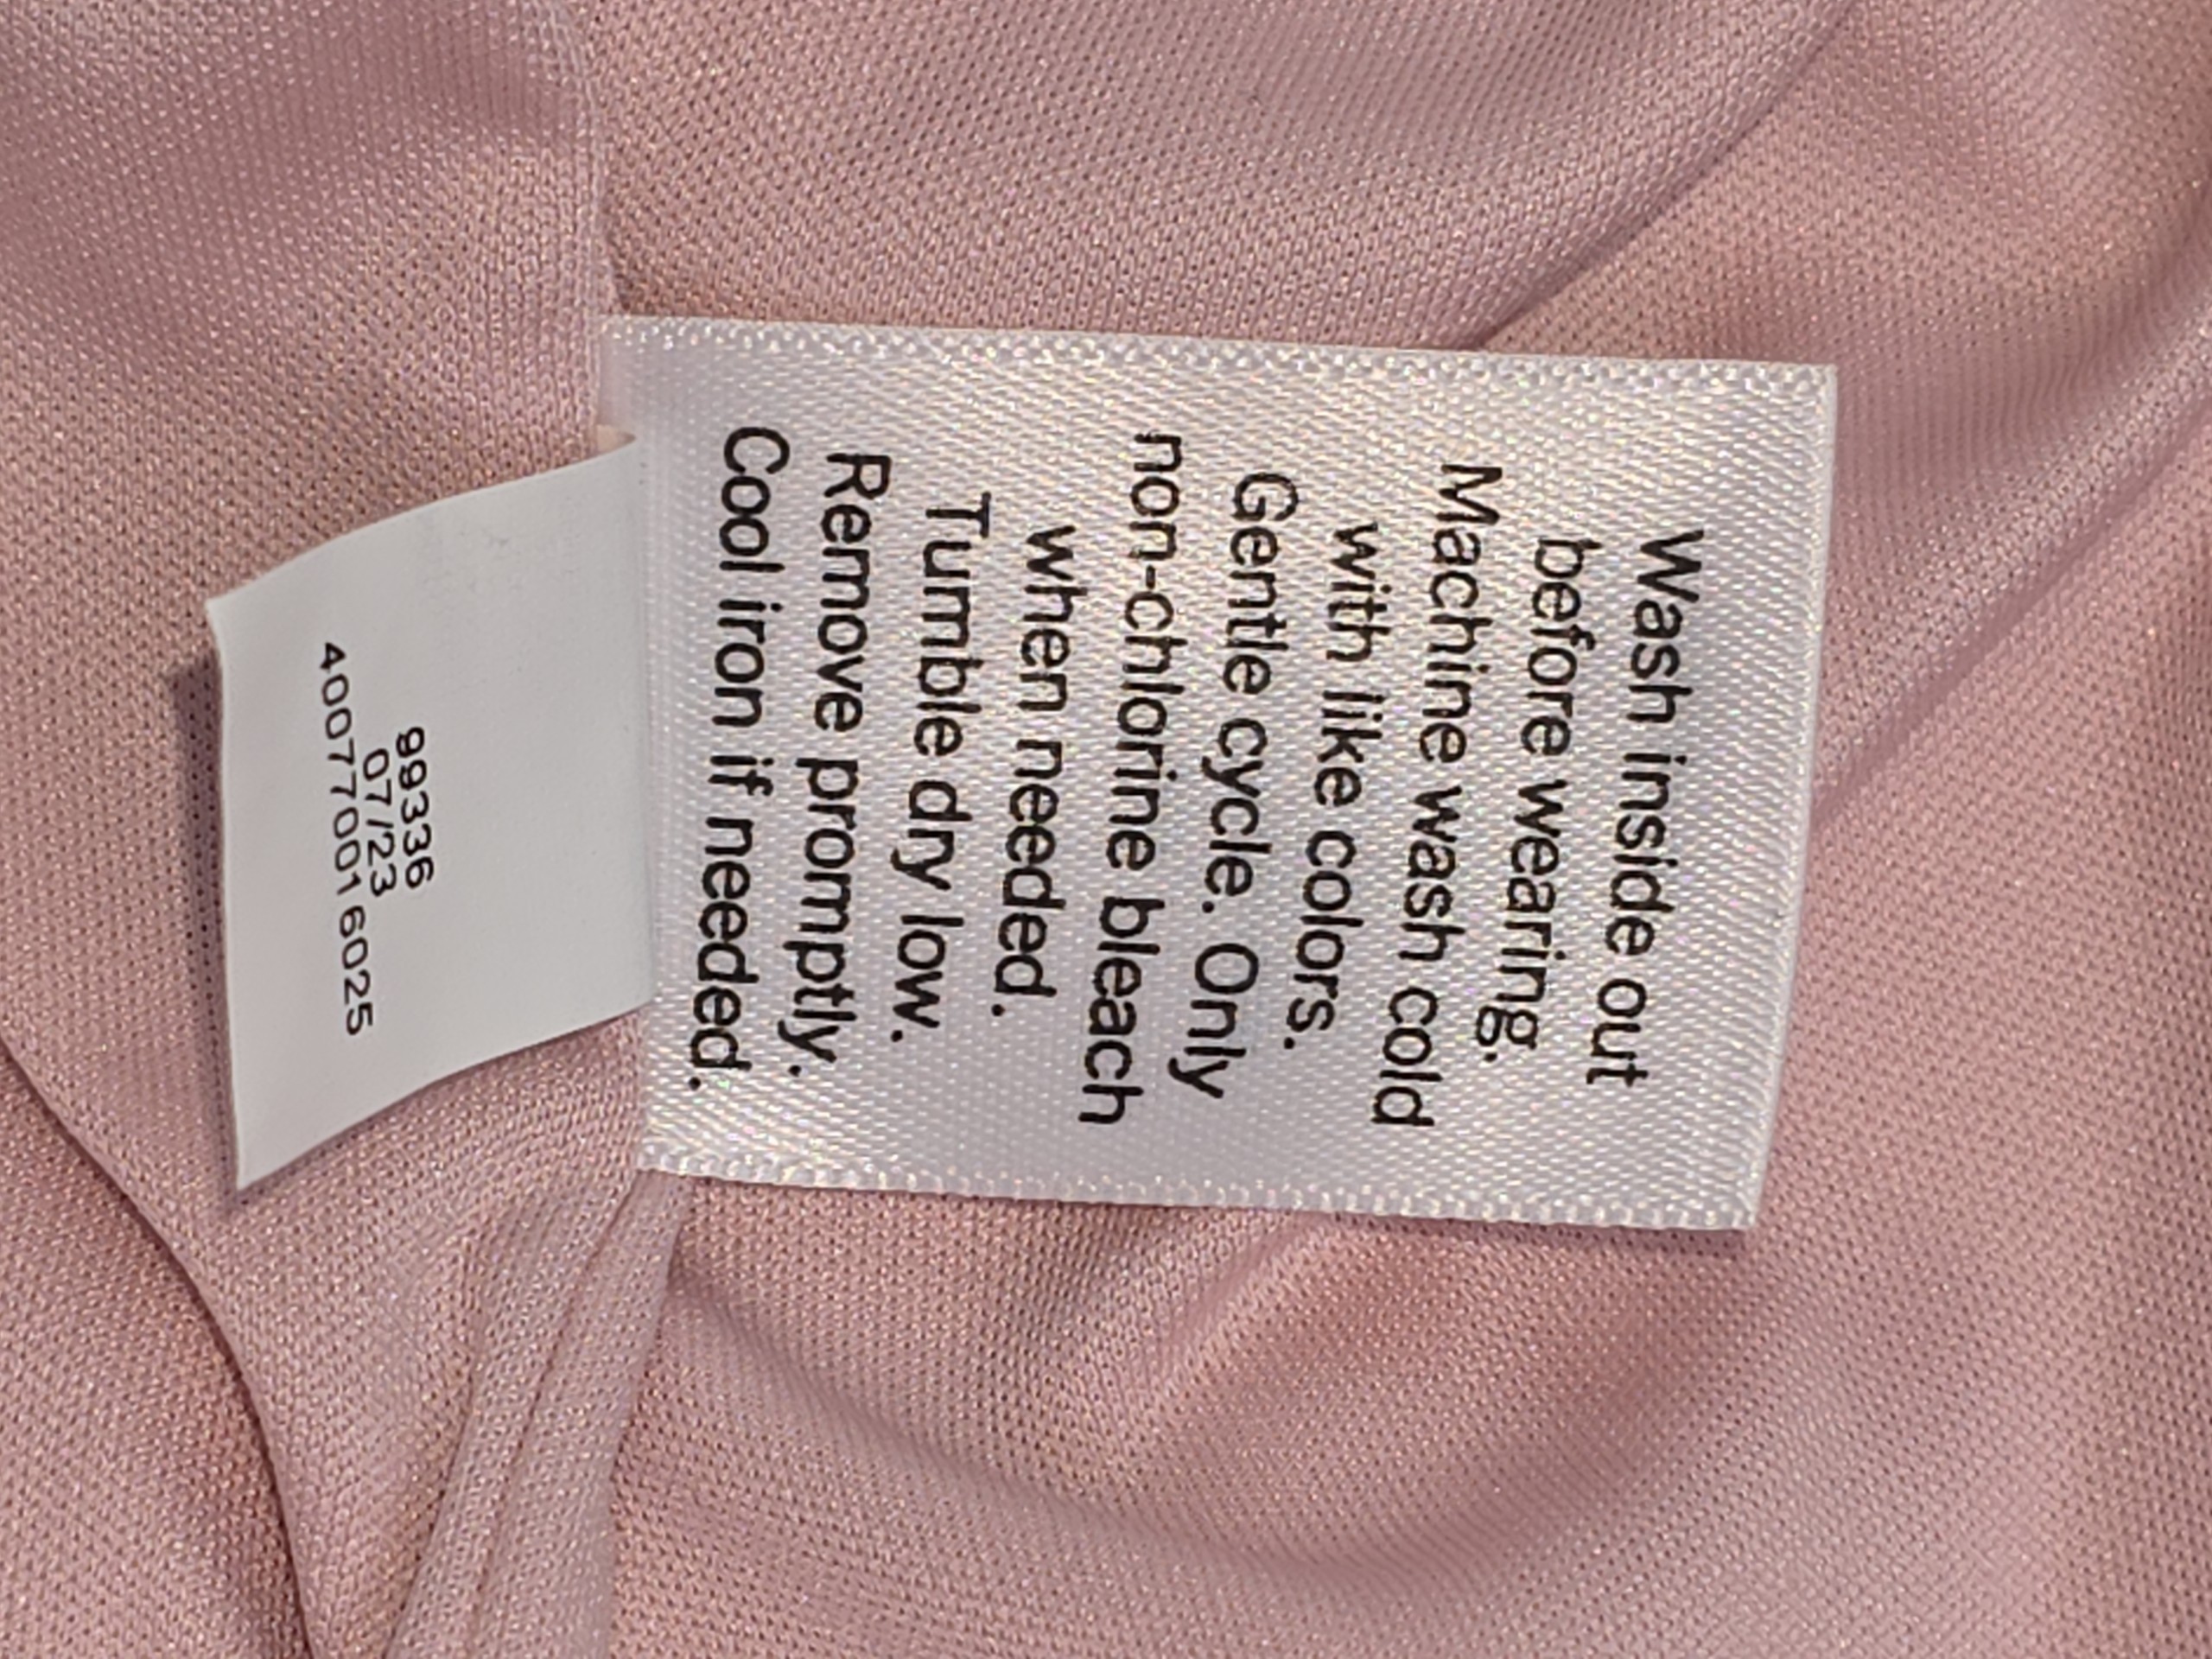 Wash inside out
before wearing.
Machine wash cold
with like colors.
Gentle cycle. Only
non-chlorine bleach
when needed.
Tumble dry low.
Remove promptly.
Cool iron if needed.
99336
07/23
400777001 6025